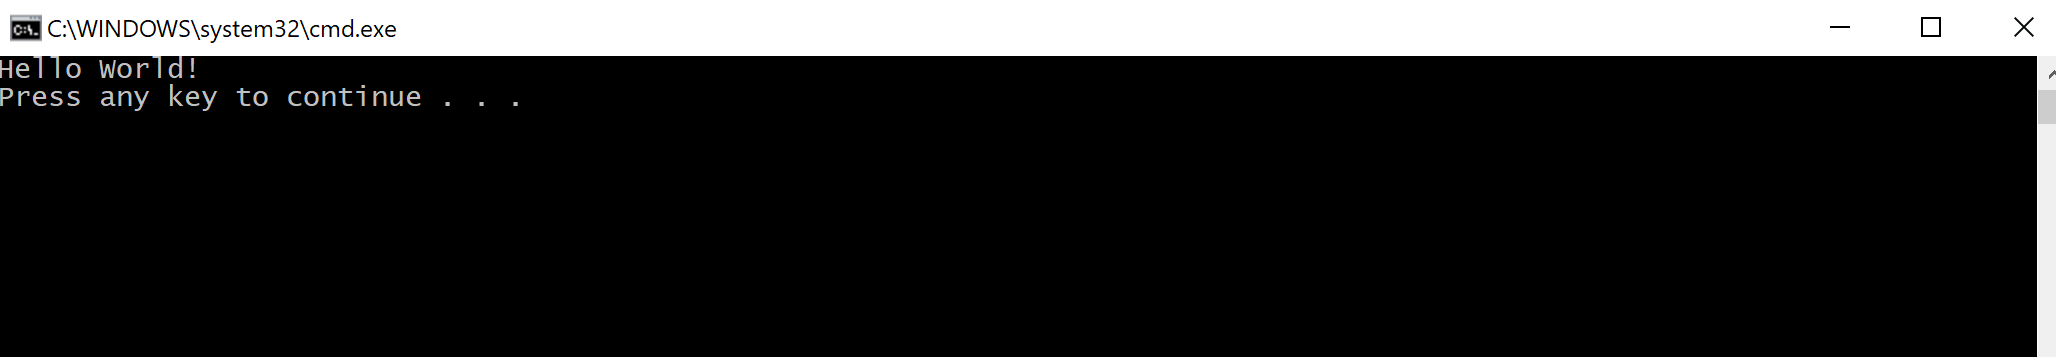 C:\WINDOWS\system32\cmd.exe
Hello World!
Press any key to continue . . .